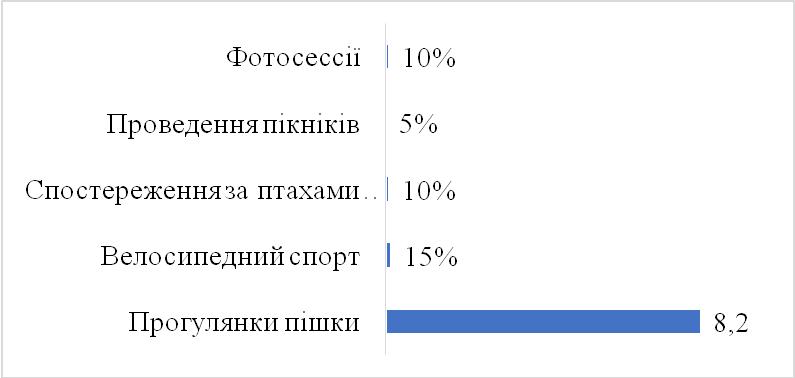 Фотосессії 10%
Проведення пікніків 5%
Спостереження за птахами .. 10%
Велосипедний спорт 15%
Прогулянки пішки 8,2